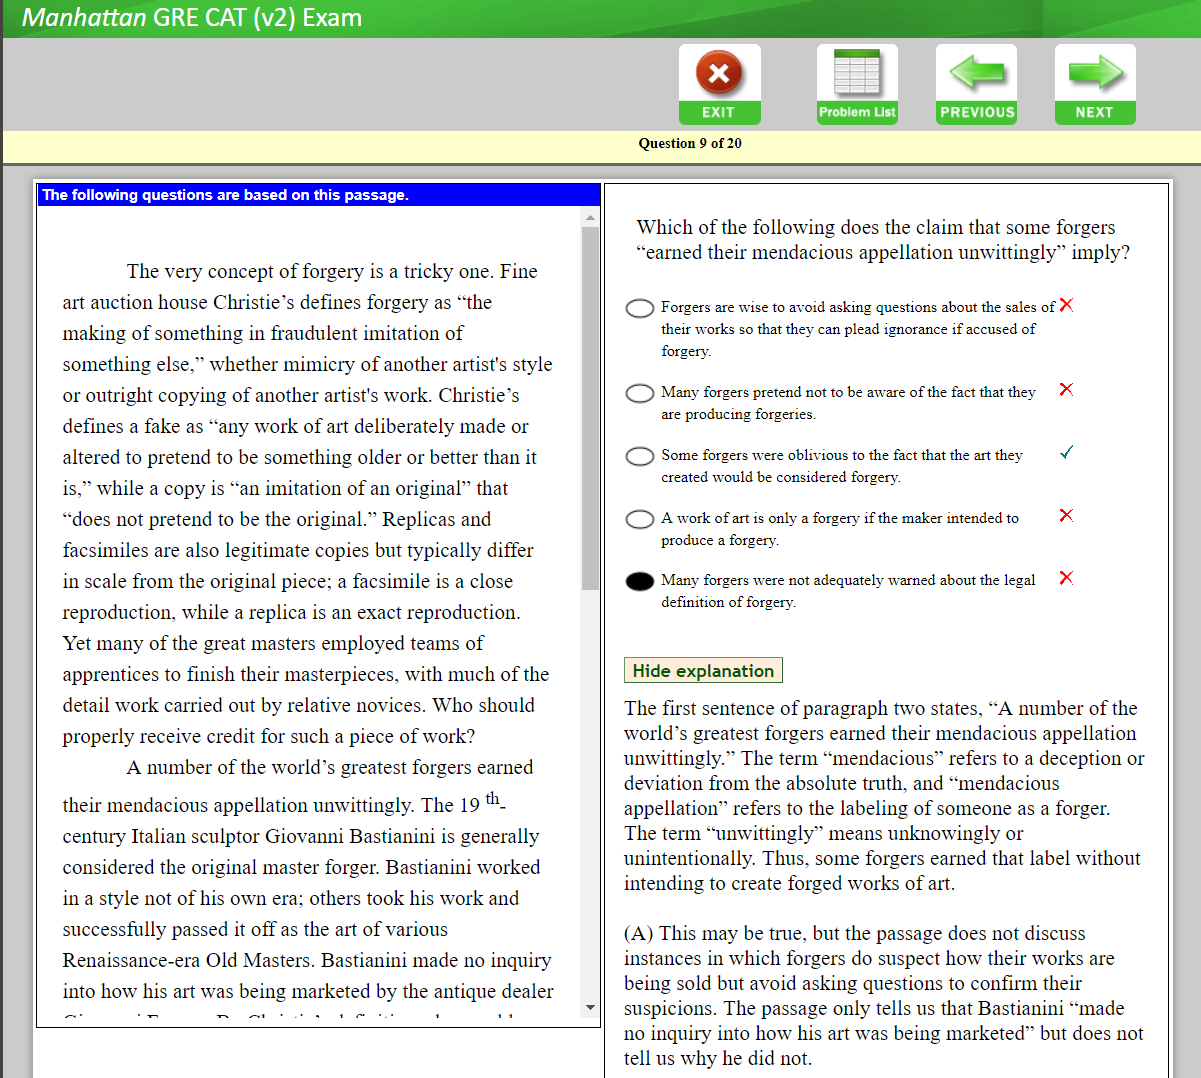 Manhattan GRE CAT (v2) Exam
EXIT
Problem List
PREVIOUS
NEXT
Question 9 of 20
The following questions are based on this passage.
The very concept of forgery is a tricky one. Fine
art auction house Christie’s defines forgery as “the
making of something in fraudulent imitation of
something else,” whether mimicry of another artist's style
or outright copying of another artist's work. Christie’s
defines a fake as “any work of art deliberately made or
altered to pretend to be something older or better than it
is,” while a copy is “an imitation of an original” that
“does not pretend to be the original.” Replicas and
facsimiles are also legitimate copies but typically differ
in scale from the original piece; a facsimile is a close
reproduction, while a replica is an exact reproduction.
Yet many of the great masters employed teams of
apprentices to finish their masterpieces, with much of the
detail work carried out by relative novices. Who should
properly receive credit for such a piece of work?
A number of the world’s greatest forgers earned
their mendacious appellation unwittingly. The 19 th-
century Italian sculptor Giovanni Bastianini is generally
considered the original master forger. Bastianini worked
in a style not of his own era; others took his work and
successfully passed it off as the art of various
Renaissance-era Old Masters. Bastianini made no inquiry
into how his art was being marketed by the antique dealer
Which of the following does the claim that some forgers
“earned their mendacious appellation unwittingly” imply?
Forgers are wise to avoid asking questions about the sales of
their works so that they can plead ignorance if accused of
forgery.
Many forgers pretend not to be aware of the fact that they
are producing forgeries.
Some forgers were oblivious to the fact that the art they
created would be considered forgery.
A work of art is only a forgery if the maker intended to
produce a forgery.
Many forgers were not adequately warned about the legal
definition of forgery.
Hide explanation
The first sentence of paragraph two states, “A number of the
world’s greatest forgers earned their mendacious appellation
unwittingly.” The term “mendacious” refers to a deception or
deviation from the absolute truth, and “mendacious
appellation” refers to the labeling of someone as a forger.
The term “unwittingly” means unknowingly or
unintentionally. Thus, some forgers earned that label without
intending to create forged works of art.
(A) This may be true, but the passage does not discuss
instances in which forgers do suspect how their works are
being sold but avoid asking questions to confirm their
suspicions. The passage only tells us that Bastianini “made
no inquiry into how his art was being marketed” but does not
tell us why he did not.